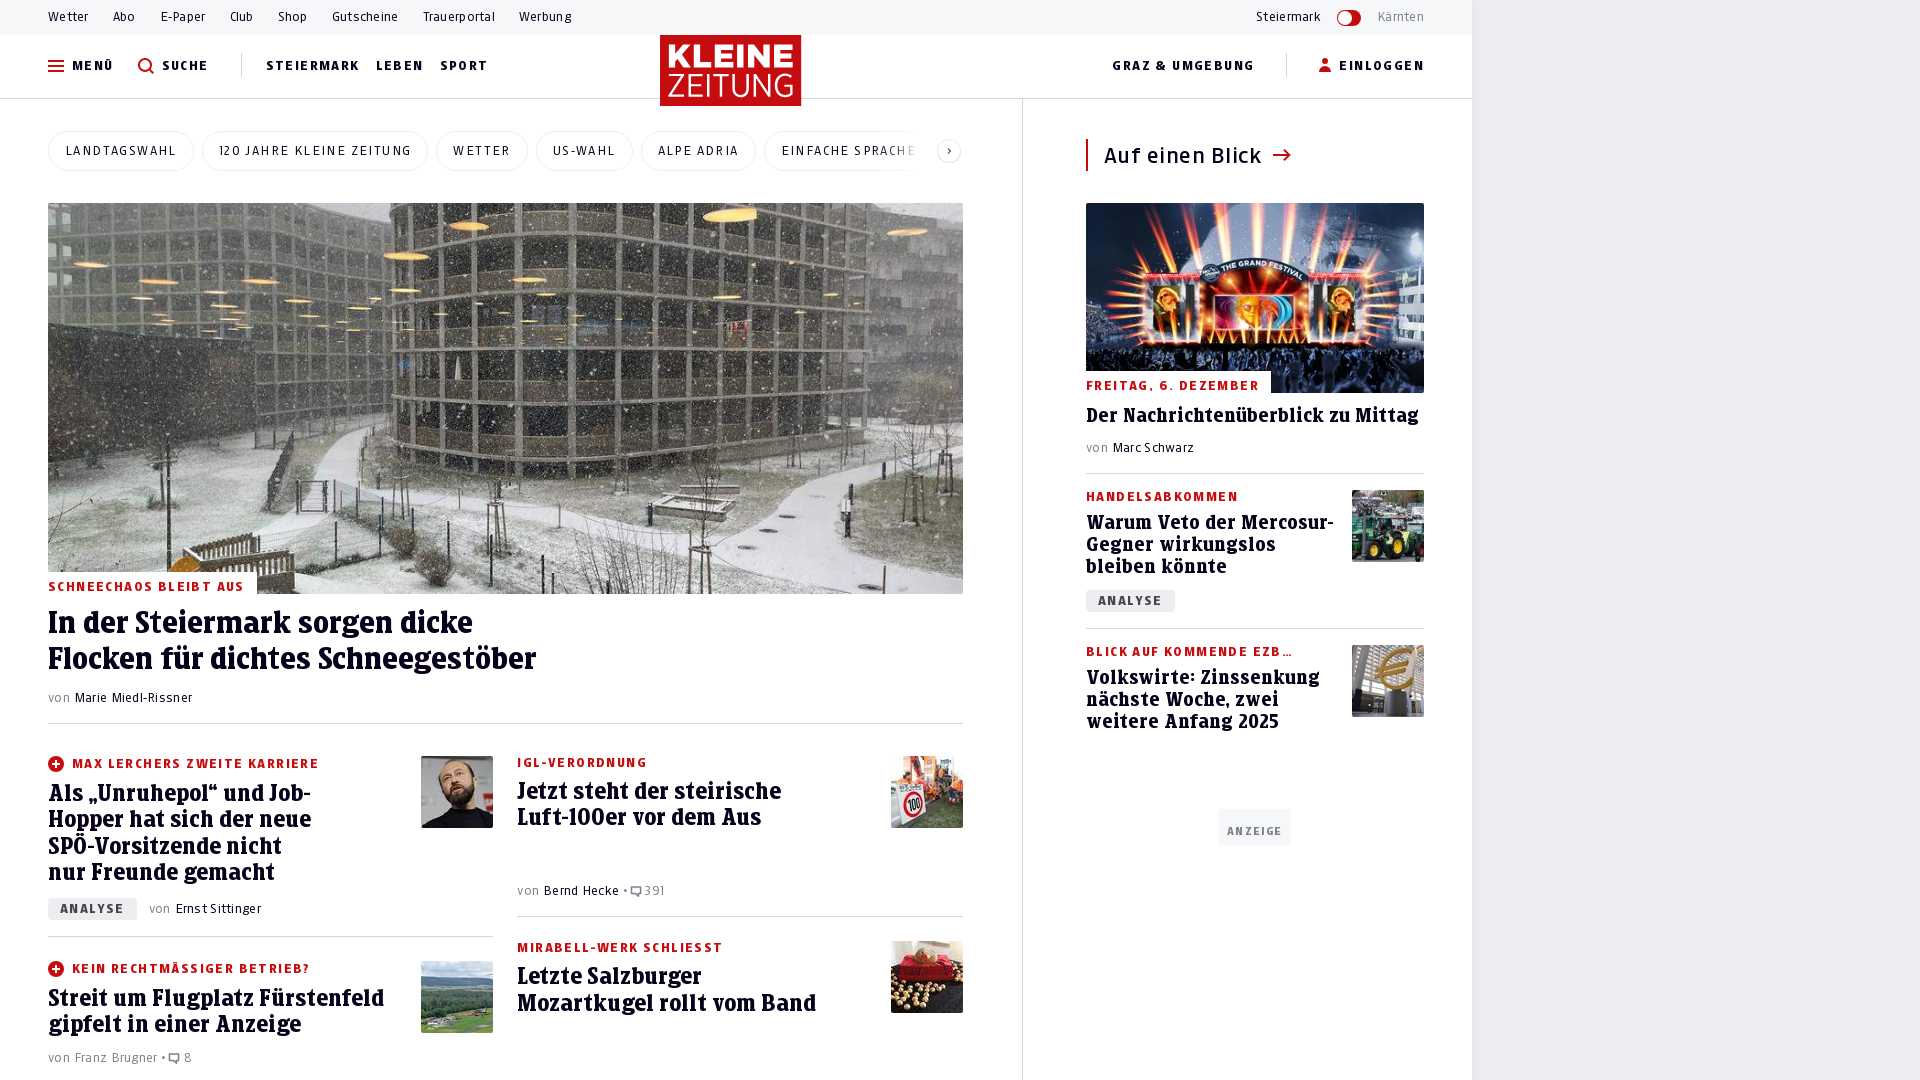 Wetter Abo E-Paper Club Shop Gutscheine Trauerportal Werbung Steiermark Kärnten
MENÜ SUCHE STEIERMARK LEBEN SPORT KLEINE ZEITUNG GRAZ & UMGEBUNG EINLOGGEN
LANDTAGSWAHL 120 JAHRE KLEINE ZEITUNG WETTER US-WAHL ALPE ADRIA EINFACHE SPRACHE
SCHNEECHAOS BLEIBT AUS
In der Steiermark sorgen dicke
Flocken für dichtes Schneegestöber
von Marie Miedl-Rissner
MAX LERCHERS ZWEITE KARRIERE
Als „Unruhepol“ und Job-
Hopper hat sich der neue
SPÖ-Vorsitzende nicht
nur Freunde gemacht
ANALYSE von Ernst Sittinger
KEIN RECHTMÄSSIGER BETRIEB?
Streit um Flugplatz Fürstenfeld
gipfelt in einer Anzeige
von Franz Brugner • 8
IGL-VERORDNUNG
Jetzt steht der steirische
Luft-100er vor dem Aus
100
von Bernd Hecke • 391
MIRABELL-WERK SCHLIESST
Letzte Salzburger
Mozartkugel rollt vom Band
Auf einen Blick
THE GRAND FESTIVAL
FREITAG, 6. DEZEMBER
Der Nachrichtenüberblick zu Mittag
von Marc Schwarz
HANDELSABKOMMEN
Warum Veto der Mercosur-
Gegner wirkungslos
bleiben könnte
ANALYSE
BLICK AUF KOMMENDE EZB…
Volkswirte: Zinssenkung
nächste Woche, zwei
weitere Anfang 2025
ANZEIGE